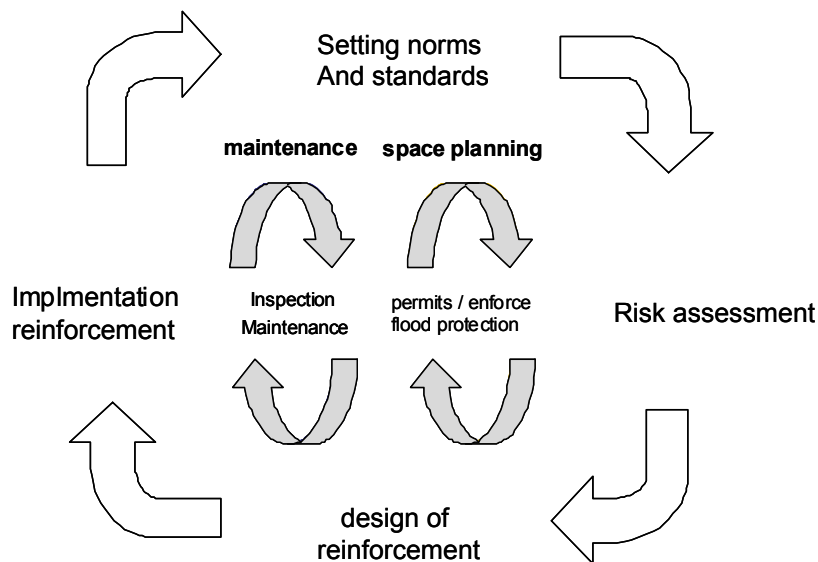 Setting norms
And standards
maintenance
space planning
Implmentation
reinforcement
Inspection
Maintenance
permits / enforce
flood protection
Risk assessment
design of
reinforcement